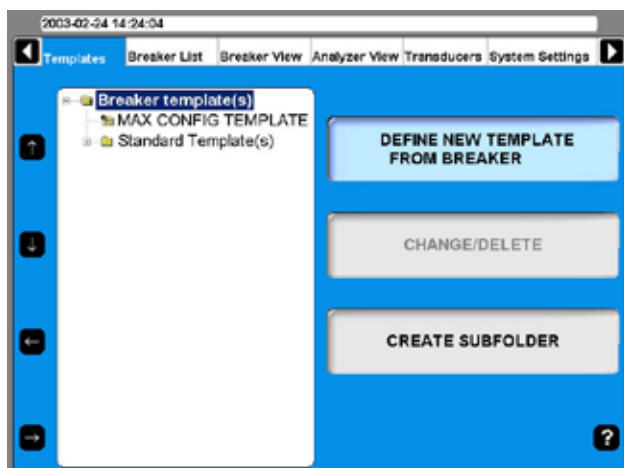 2003-02-24 14:24:04
Templates Breaker List Breaker View Analyzer View Transducers System Settings
Breaker template(s)
MAX CONFIG TEMPLATE
Standard Template(s)
DEFINE NEW TEMPLATE
FROM BREAKER
CHANGE/DELETE
CREATE SUBFOLDER
?